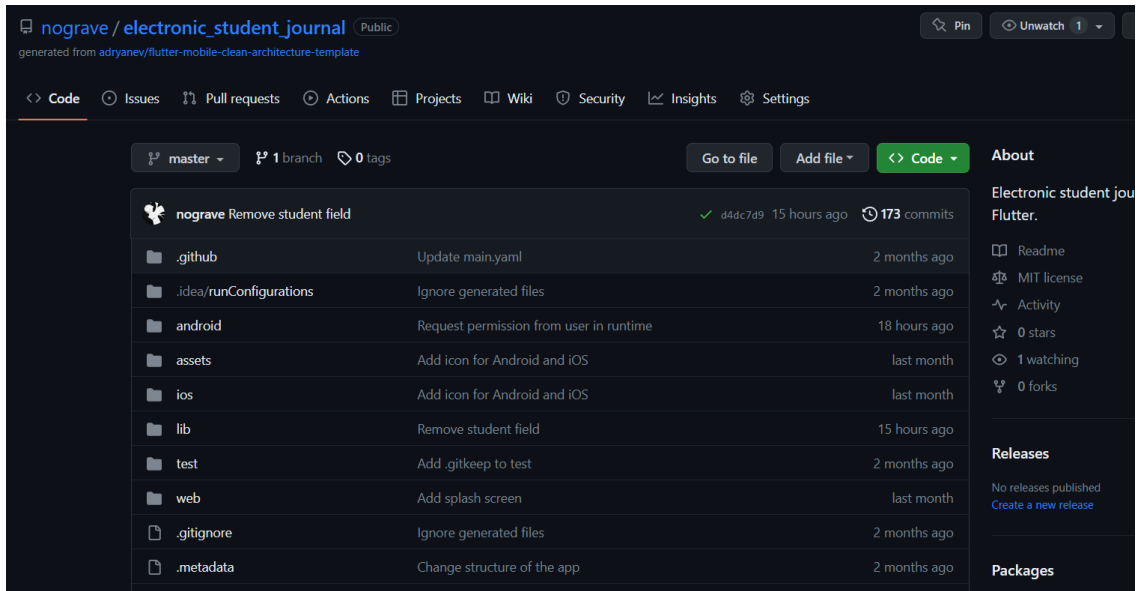 nograve / electronic_student_journal Public
Pin
Unwatch 1
generated from adryanev/flutter-mobile-clean-architecture-template
Code Issues Pull requests Actions Projects Wiki Security Insights Settings
master 1 branch 0 tags Go to file Add file Code
nograve Remove student field d4dc7d9 15 hours ago 173 commits
.github Update main.yaml 2 months ago
.idea/runConfigurations Ignore generated files 2 months ago
android Request permission from user in runtime 18 hours ago
assets Add icon for Android and iOS last month
ios Add icon for Android and iOS last month
lib Remove student field 15 hours ago
test Add .gitkeep to test 2 months ago
web Add splash screen last month
.gitignore Ignore generated files 2 months ago
.metadata Change structure of the app 2 months ago
About
Electronic student jou
Flutter.
Readme
MIT license
Activity
0 stars
1 watching
0 forks
Releases
No releases published
Create a new release
Packages